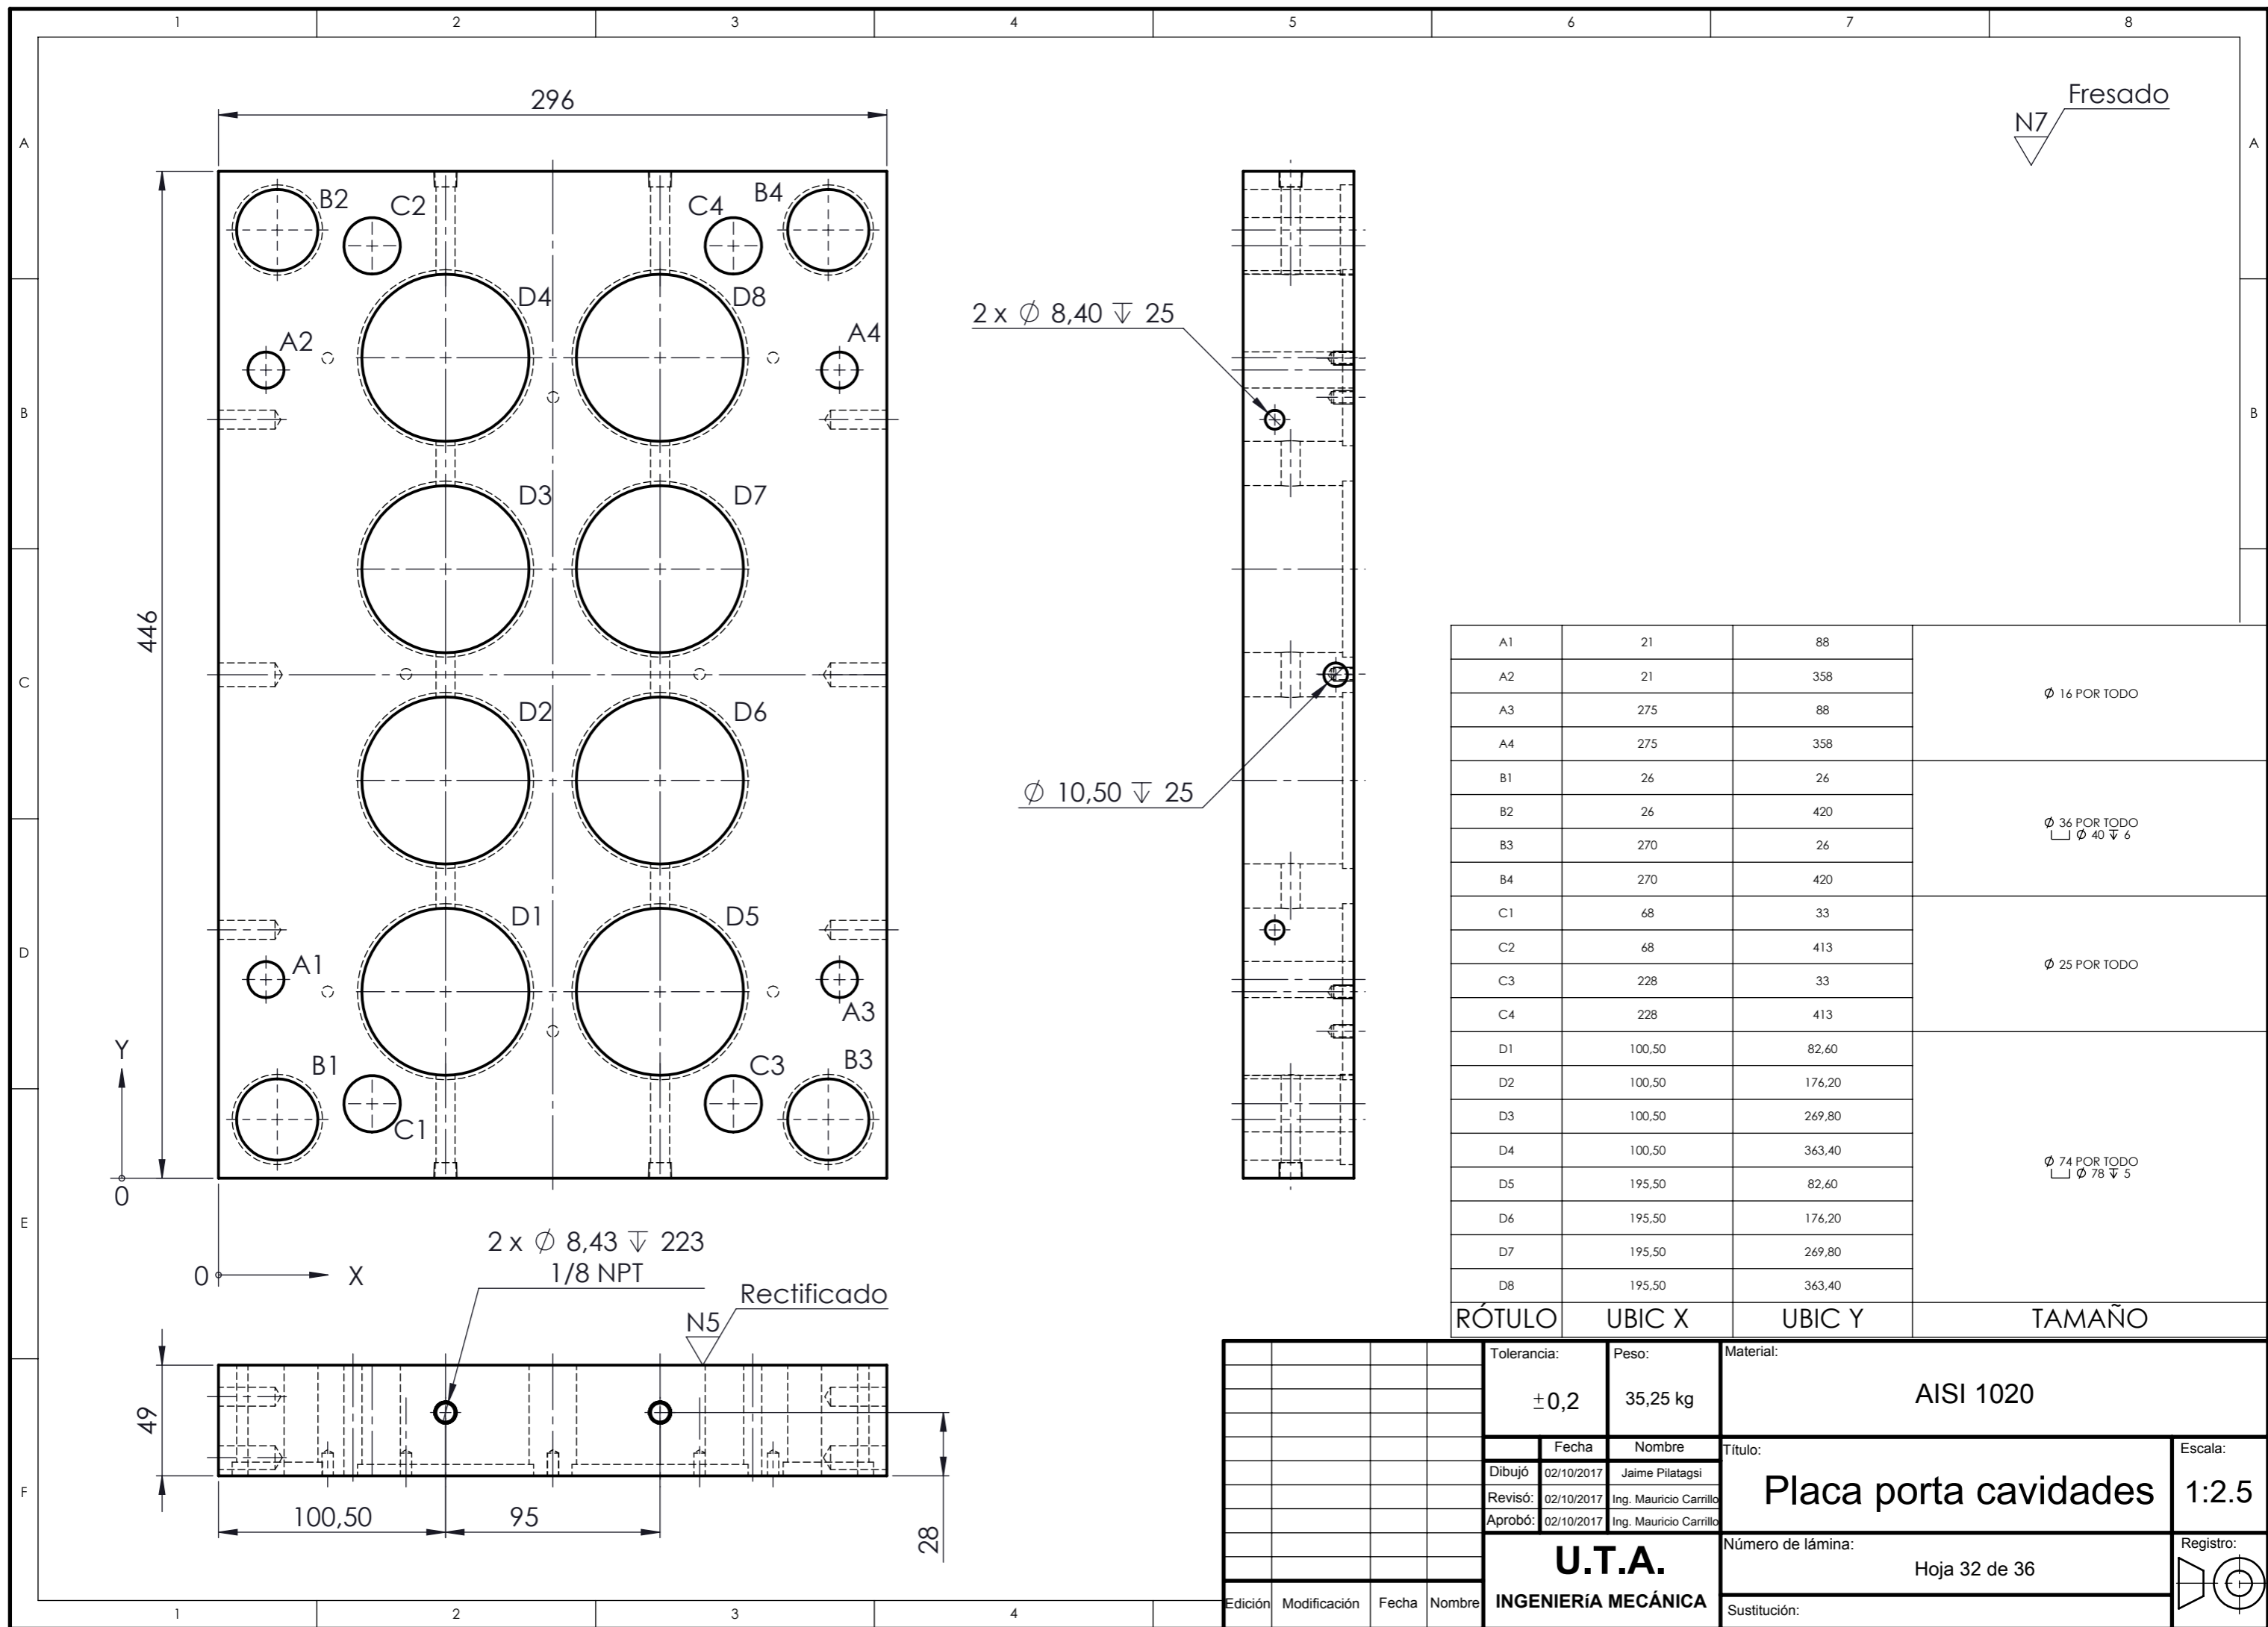 1 2 3 4 5 6 7 8
A
B
C
D
E
F
A
B
Fresado
N7
296
446
B2
C2
C4
B4
D4
D8
A2
A4
D3
D7
D2
D6
D1
D5
A1
A3
B1
C1
C3
B3
Y
0
0
X
2 x Ø 8,40 ↧ 25
Ø 10,50 ↧ 25
2 x Ø 8,43 ↧ 223
1/8 NPT
Rectificado
N5
49
28
100,50
95
A1 21 88
A2 21 358
A3 275 88
A4 275 358
Ø 16 POR TODO
B1 26 26
B2 26 420
B3 270 26
B4 270 420
Ø 36 POR TODO
⌴ Ø 40 ↧ 6
C1 68 33
C2 68 413
C3 228 33
C4 228 413
Ø 25 POR TODO
D1 100,50 82,60
D2 100,50 176,20
D3 100,50 269,80
D4 100,50 363,40
D5 195,50 82,60
D6 195,50 176,20
D7 195,50 269,80
D8 195,50 363,40
Ø 74 POR TODO
⌴ Ø 78 ↧ 5
RÓTULO UBIC X UBIC Y TAMAÑO
Tolerancia:
±0,2
Peso:
35,25 kg
Material:
AISI 1020
Fecha Nombre
Dibujó 02/10/2017 Jaime Pilatagsi
Revisó: 02/10/2017 Ing. Mauricio Carrillo
Aprobó: 02/10/2017 Ing. Mauricio Carrillo
Título:
Placa porta cavidades
Escala:
1:2.5
U.T.A.
INGENIERíA MECÁNICA
Número de lámina:
Hoja 32 de 36
Registro:
Sustitución:
Edición Modificación Fecha Nombre
1 2 3 4